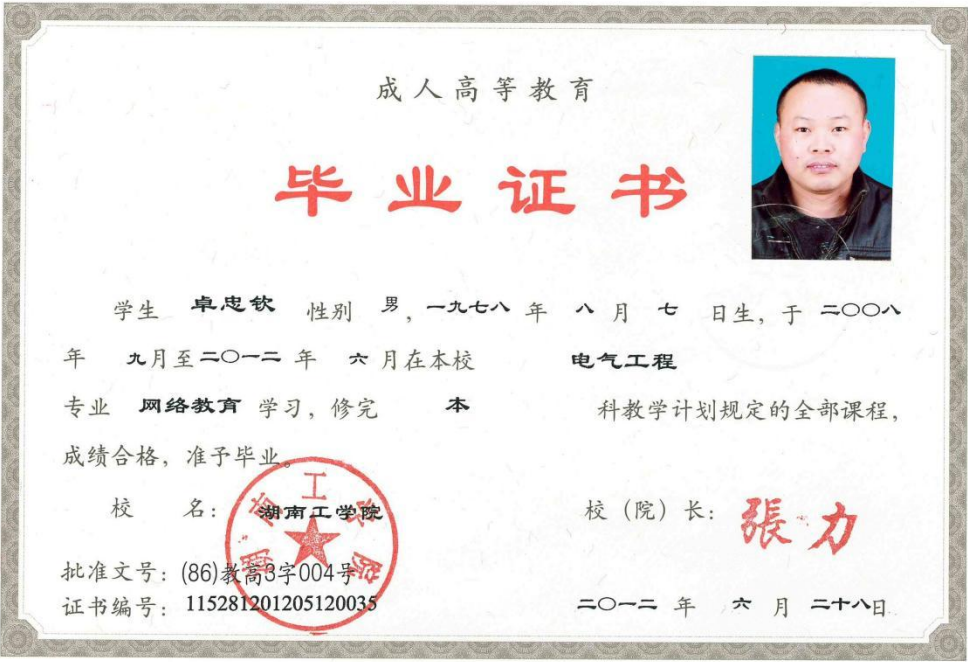 成人高等教育
毕业证书
学生 卓忠钦 性别 男，一九七八 年 八 月 七 日生，于 二〇〇八
年 九月至二〇一二 年 六 月在本校 电气工程
专业 网络教育 学习，修完 本 科教学计划规定的全部课程，
成绩合格，准予毕业。
校 名：湖南工学院 校（院）长：張力
湖南工学院
批准文号：(86)教高3字004号
证书编号：115281201205120035 二〇一二 年 六 月 二十八日